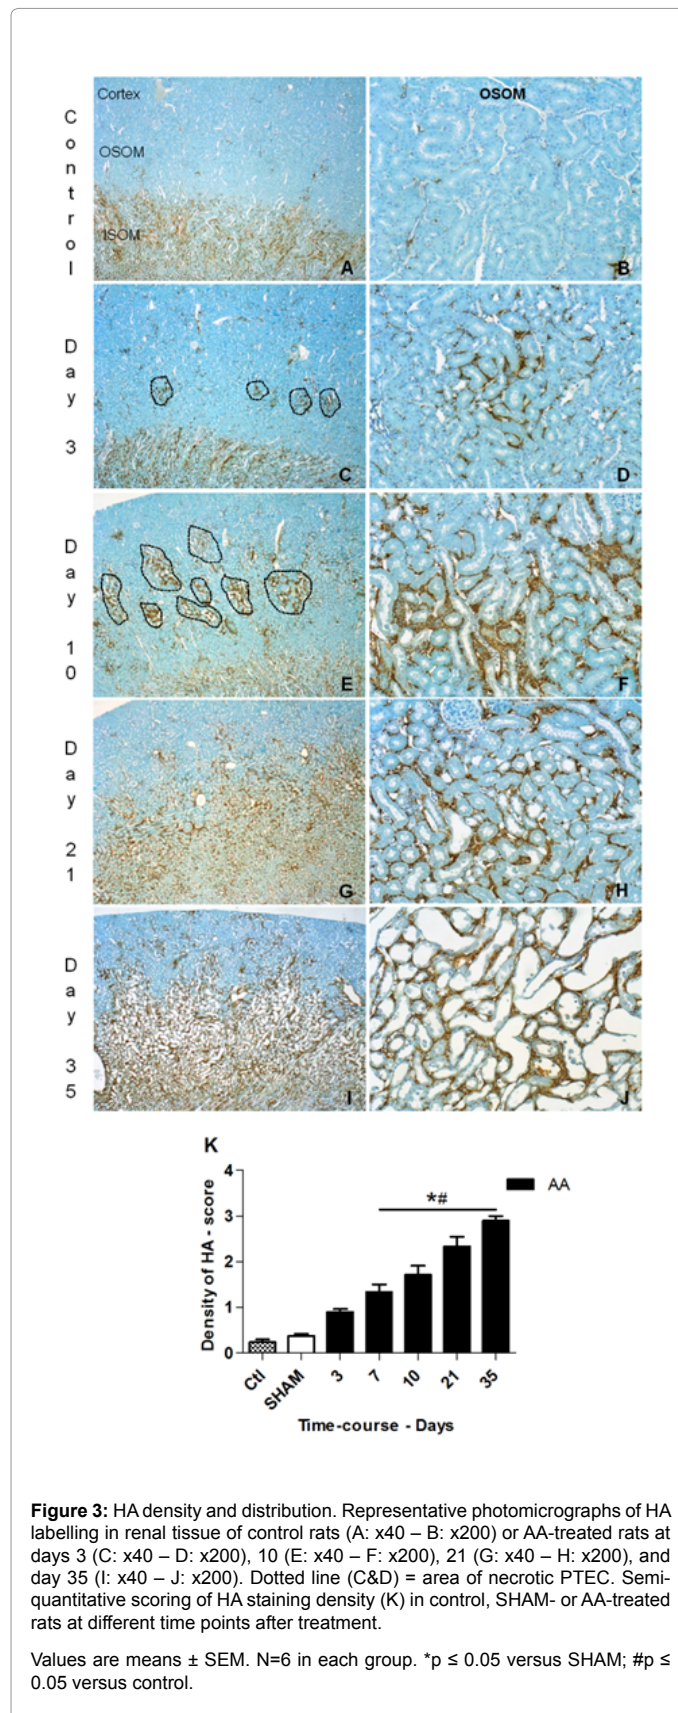 Cortex
OSOM
ISOM
A
Control
OSOM
B
Day 3
C
D
Day 10
E
F
Day 21
G
H
Day 35
I
J
K
Density of HA - score
4
3
2
1
0
*#
AA
Ctl
SHAM
3
7
10
21
35
Time-course - Days
Figure 3: HA density and distribution. Representative photomicrographs of HA
labelling in renal tissue of control rats (A: x40 – B: x200) or AA-treated rats at
days 3 (C: x40 – D: x200), 10 (E: x40 – F: x200), 21 (G: x40 – H: x200), and
day 35 (I: x40 – J: x200). Dotted line (C&D) = area of necrotic PTEC. Semi-
quantitative scoring of HA staining density (K) in control, SHAM- or AA-treated
rats at different time points after treatment.
Values are means ± SEM. N=6 in each group. *p ≤ 0.05 versus SHAM; #p ≤
0.05 versus control.